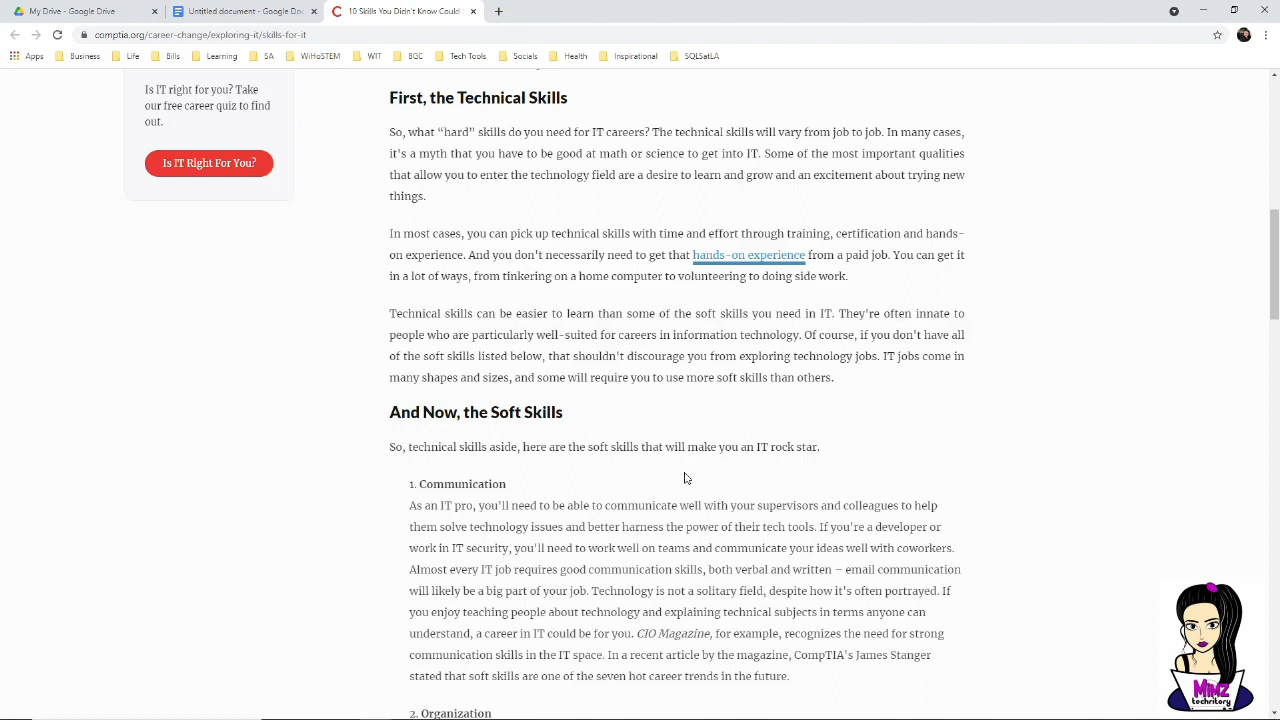 My Drive - Google Drive
Untitled document - Google Doc
10 Skills You Didn't Know Could
comptia.org/career-change/exploring-it/skills-for-it
Apps Business Life Bills Learning SA WiHoSTEM WIT BGC Tech Tools Socials Health Inspirational SQLSatLA
Is IT right for you? Take
our free career quiz to find
out.
Is IT Right For You?
First, the Technical Skills
So, what “hard” skills do you need for IT careers? The technical skills will vary from job to job. In many cases,
it's a myth that you have to be good at math or science to get into IT. Some of the most important qualities
that allow you to enter the technology field are a desire to learn and grow and an excitement about trying new
things.
In most cases, you can pick up technical skills with time and effort through training, certification and hands-
on experience. And you don't necessarily need to get that hands-on experience from a paid job. You can get it
in a lot of ways, from tinkering on a home computer to volunteering to doing side work.
Technical skills can be easier to learn than some of the soft skills you need in IT. They're often innate to
people who are particularly well-suited for careers in information technology. Of course, if you don't have all
of the soft skills listed below, that shouldn't discourage you from exploring technology jobs. IT jobs come in
many shapes and sizes, and some will require you to use more soft skills than others.
And Now, the Soft Skills
So, technical skills aside, here are the soft skills that will make you an IT rock star.
1. Communication
As an IT pro, you'll need to be able to communicate well with your supervisors and colleagues to help
them solve technology issues and better harness the power of their tech tools. If you're a developer or
work in IT security, you'll need to work well on teams and communicate your ideas well with coworkers.
Almost every IT job requires good communication skills, both verbal and written – email communication
will likely be a big part of your job. Technology is not a solitary field, despite how it's often portrayed. If
you enjoy teaching people about technology and explaining technical subjects in terms anyone can
understand, a career in IT could be for you. CIO Magazine, for example, recognizes the need for strong
communication skills in the IT space. In a recent article by the magazine, CompTIA's James Stanger
stated that soft skills are one of the seven hot career trends in the future.
2. Organization
MiMZ
techritory